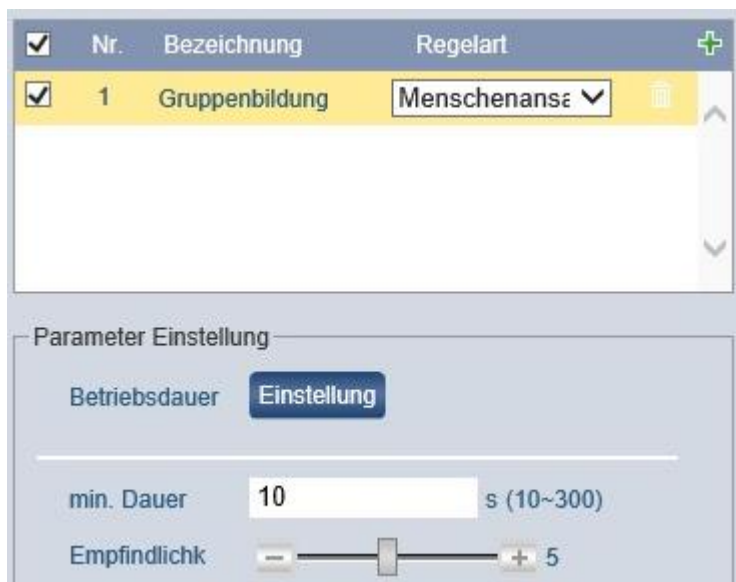 Nr. Bezeichnung Regelart
1 Gruppenbildung Menschenansa
Parameter Einstellung
Betriebsdauer Einstellung
min. Dauer 10 s (10~300)
Empfindlichk 5